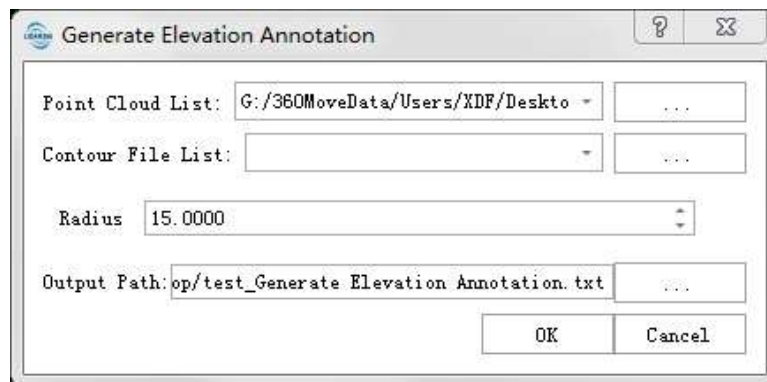 Generate Elevation Annotation
Point Cloud List: G:/360MoveData/Users/XDF/Deskto ...
Contour File List: ...
Radius 15.0000
Output Path: op/test_Generate Elevation Annotation.txt ...
OK Cancel